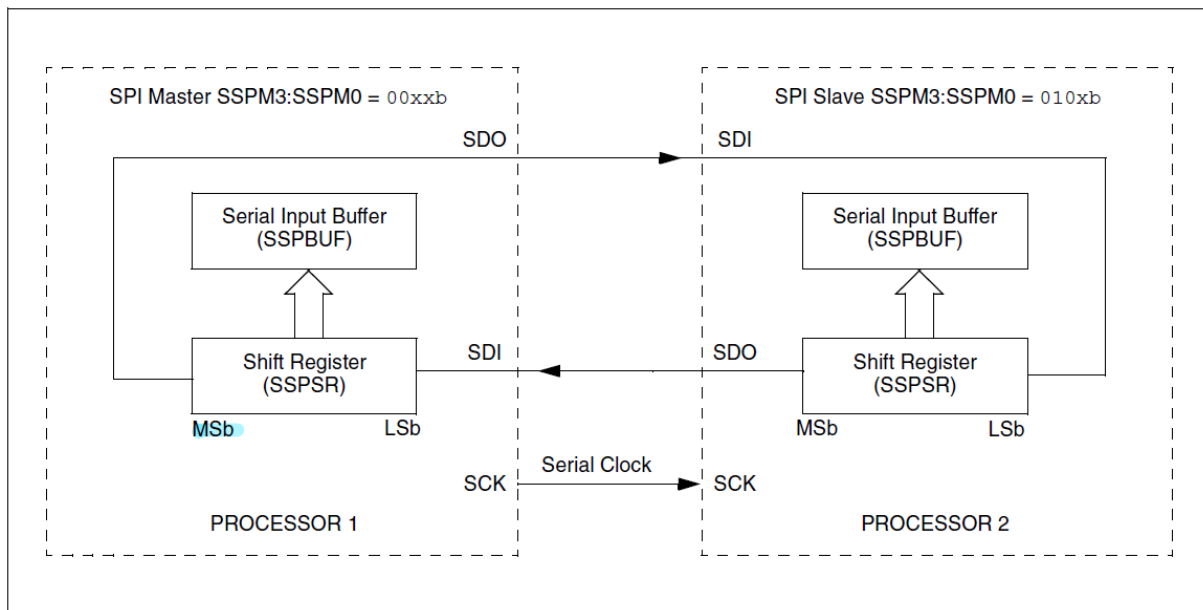 SPI Master SSPM3:SSPM0 = 00xxb
SPI Slave SSPM3:SSPM0 = 010xb
SDO
SDI
Serial Input Buffer
(SSPBUF)
Serial Input Buffer
(SSPBUF)
Shift Register
(SSPSR)
SDI
SDO
Shift Register
(SSPSR)
MSb
LSb
MSb
LSb
SCK
Serial Clock
SCK
PROCESSOR 1
PROCESSOR 2